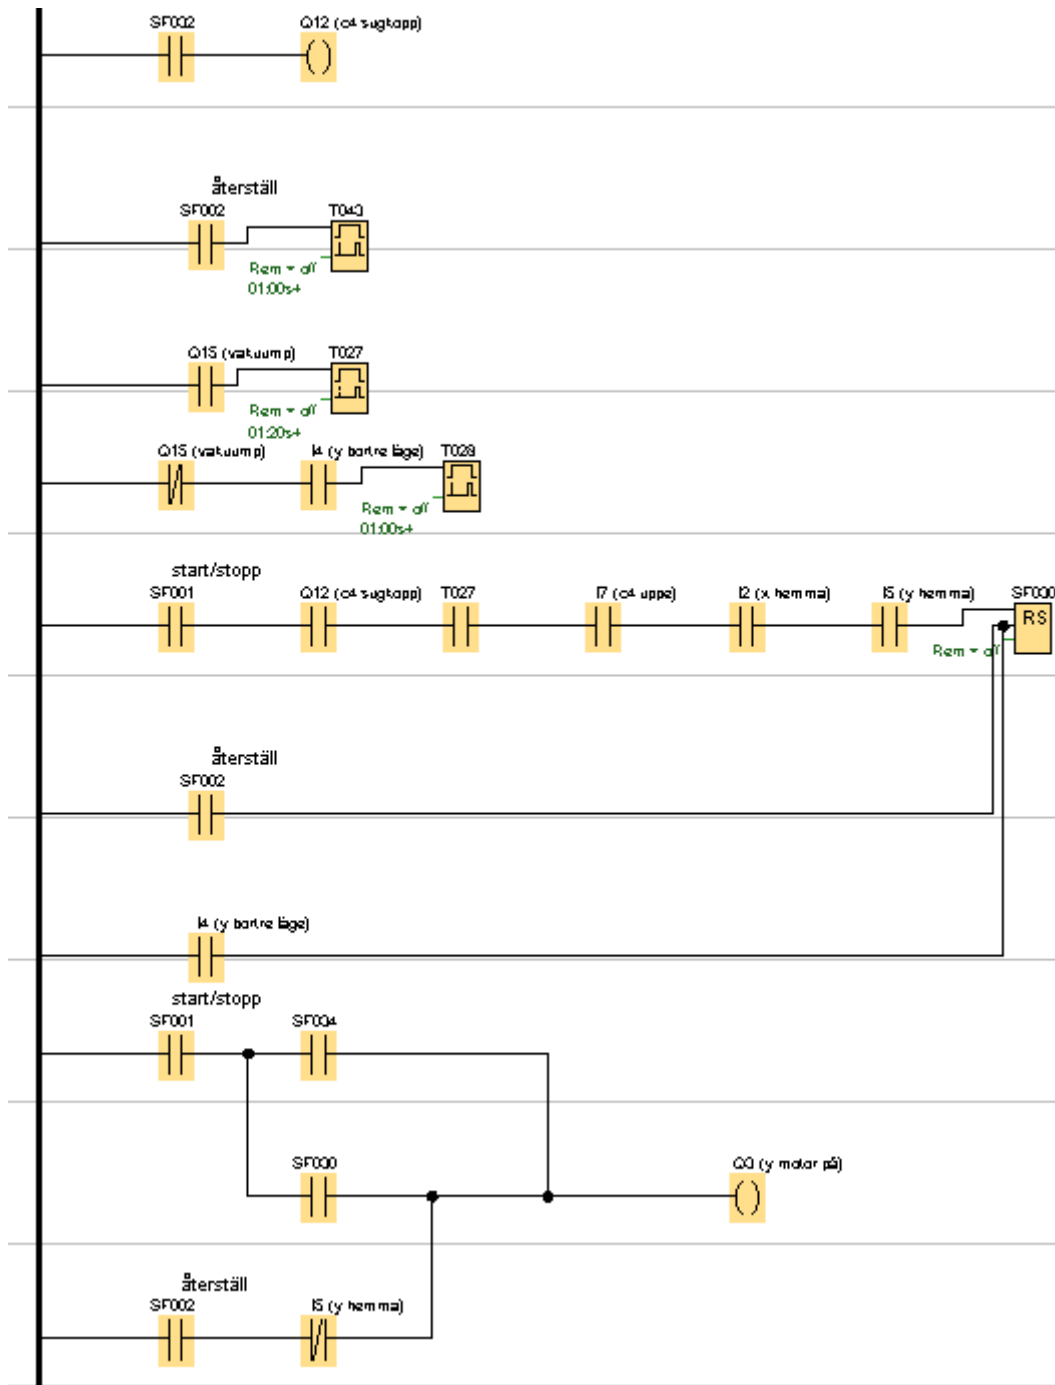 SF032 Q12 (c4 sugkopp)
återställ
SF002 T043
Rem = off
01:00s+
Q15 (vakuump) T027
Rem = off
01:20s+
Q15 (vakuump) I4 (y bortre läge) T028
Rem = off
01:00s+
start/stopp
SF001 Q12 (c4 sugkopp) T027 I7 (c4 uppe) I2 (x hemma) I5 (y hemma) SF030
RS
Rem = off
återställ
SF002
I4 (y bortre läge)
start/stopp
SF001 SF034
SF030 Q3 (y motor på)
återställ
SF002 I5 (y hemma)